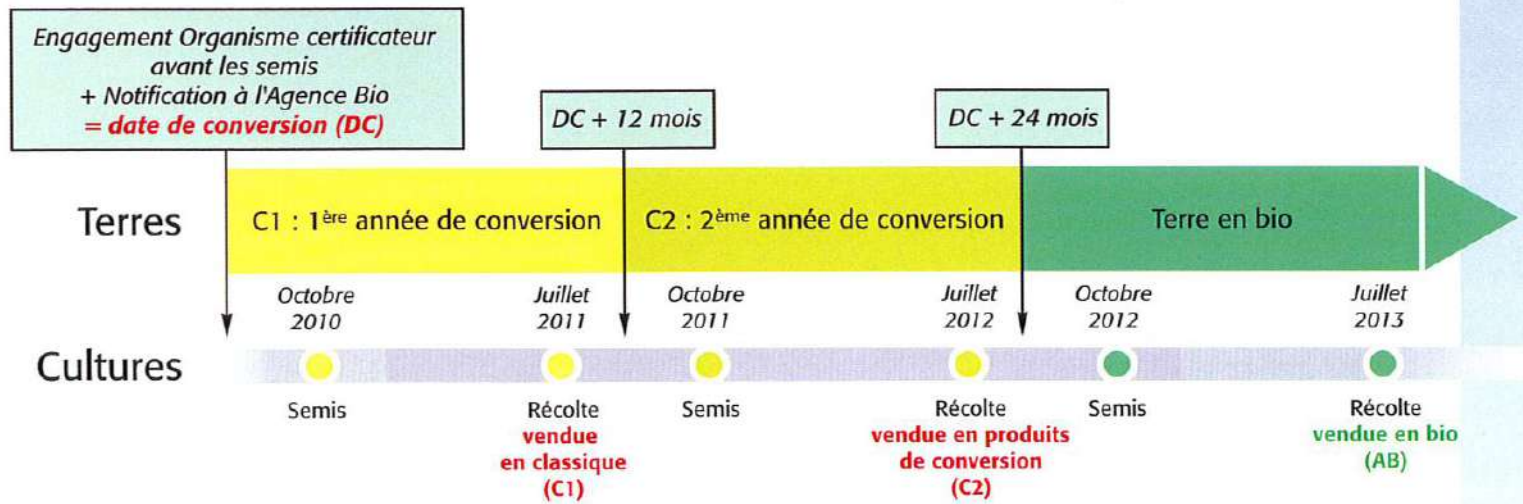 Engagement Organisme certificateur
avant les semis
+ Notification à l'Agence Bio
= date de conversion (DC)
DC + 12 mois
DC + 24 mois
Terres
C1 : 1ère année de conversion
C2 : 2ème année de conversion
Terre en bio
Octobre
2010
Juillet
2011
Octobre
2011
Juillet
2012
Octobre
2012
Juillet
2013
Cultures
Semis
Récolte
vendue
en classique
(C1)
Semis
Récolte
vendue en produits
de conversion
(C2)
Semis
Récolte
vendue en bio
(AB)